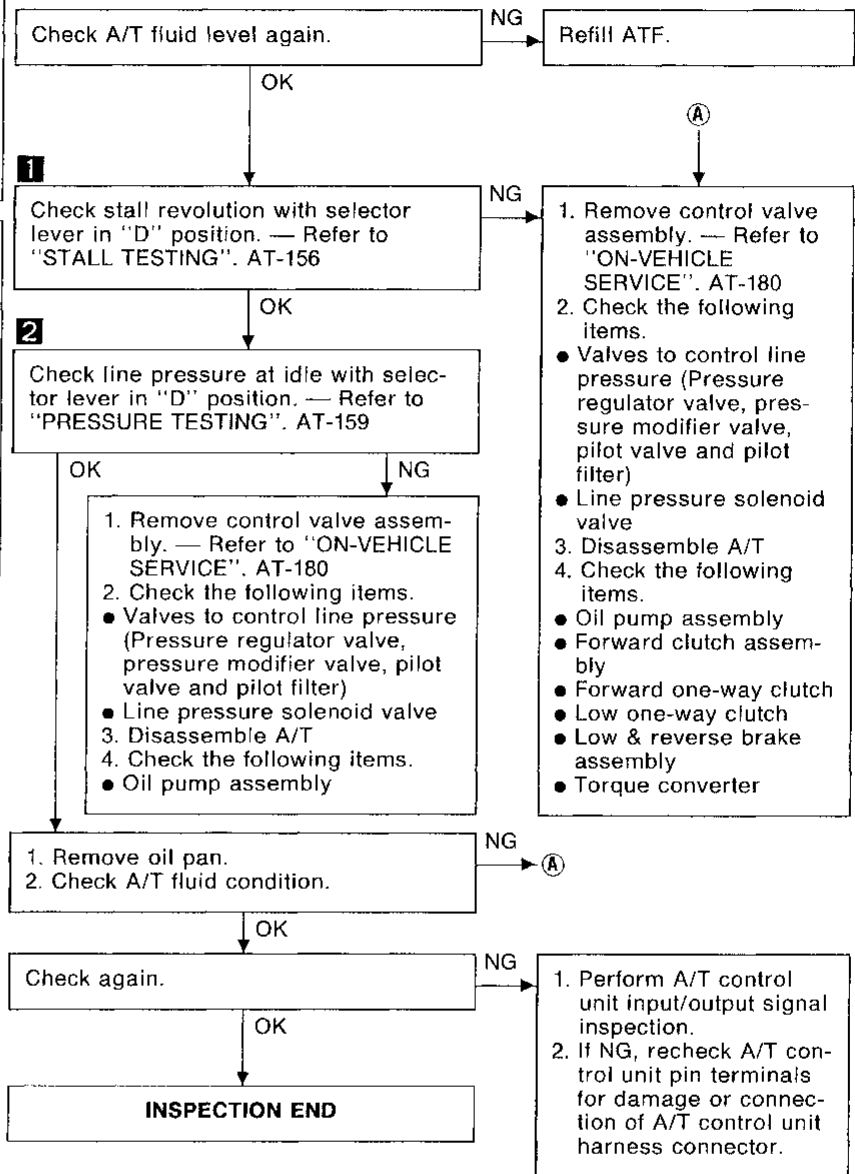 Check A/T fluid level again.
NG
Refill ATF.
OK
A
1
Check stall revolution with selector
lever in "D" position. — Refer to
"STALL TESTING". AT-156
NG
1. Remove control valve
assembly. — Refer to
"ON-VEHICLE
SERVICE". AT-180
2. Check the following
items.
● Valves to control line
pressure (Pressure
regulator valve, pres-
sure modifier valve,
pilot valve and pilot
filter)
● Line pressure solenoid
valve
3. Disassemble A/T
4. Check the following
items.
● Oil pump assembly
● Forward clutch assem-
bly
● Forward one-way clutch
● Low one-way clutch
● Low & reverse brake
assembly
● Torque converter
OK
2
Check line pressure at idle with selec-
tor lever in "D" position. — Refer to
"PRESSURE TESTING". AT-159
OK
NG
1. Remove control valve assem-
bly. — Refer to "ON-VEHICLE
SERVICE". AT-180
2. Check the following items.
● Valves to control line pressure
(Pressure regulator valve,
pressure modifier valve, pilot
valve and pilot filter)
● Line pressure solenoid valve
3. Disassemble A/T
4. Check the following items.
● Oil pump assembly
1. Remove oil pan.
2. Check A/T fluid condition.
NG
A
OK
Check again.
NG
1. Perform A/T control
unit input/output signal
inspection.
2. If NG, recheck A/T con-
trol unit pin terminals
for damage or connec-
tion of A/T control unit
harness connector.
OK
INSPECTION END